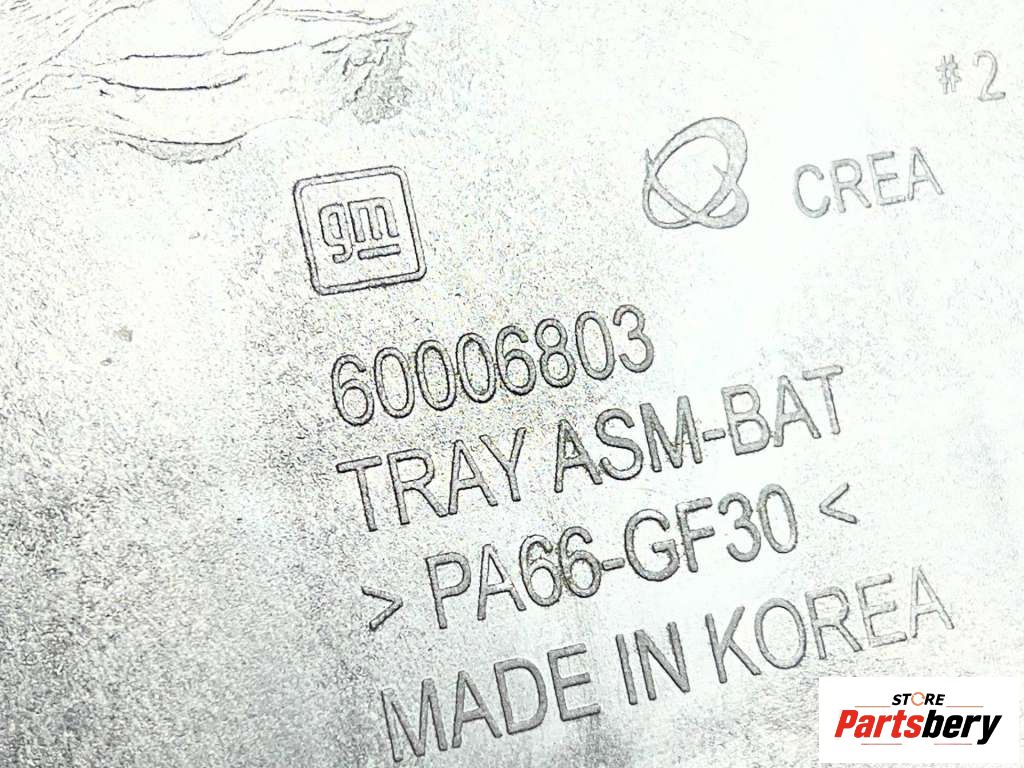 #2
CREA
gm
60006803
TRAY ASM-BAT
> PA66-GF30 <
MADE IN KOREA
STORE
Partsbery